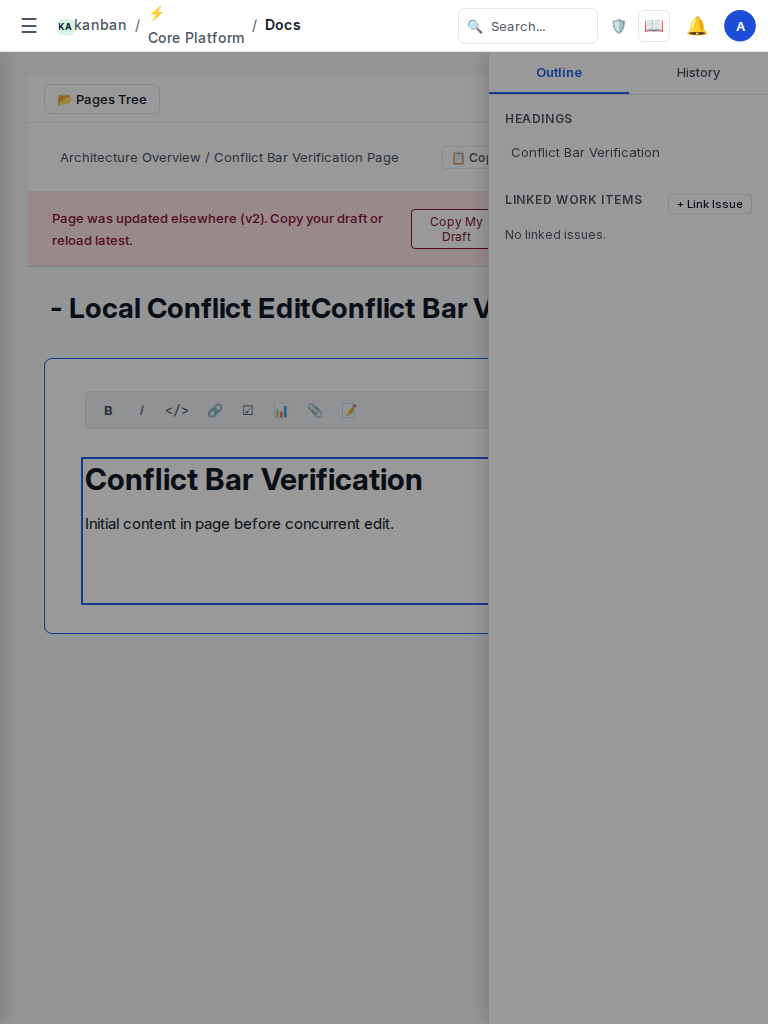 ☰ KA kanban / ⚡ Core Platform / Docs 🔍 Search... 🛡️ 📖 🔔 A
📂 Pages Tree
Architecture Overview / Conflict Bar Verification Page 📋 Cop
Page was updated elsewhere (v2). Copy your draft or
reload latest.
Copy My
Draft
- Local Conflict EditConflict Bar V
B I </> 🔗 ☑ 📊 📎 📝
Conflict Bar Verification
Initial content in page before concurrent edit.
Outline History
HEADINGS
Conflict Bar Verification
LINKED WORK ITEMS + Link Issue
No linked issues.